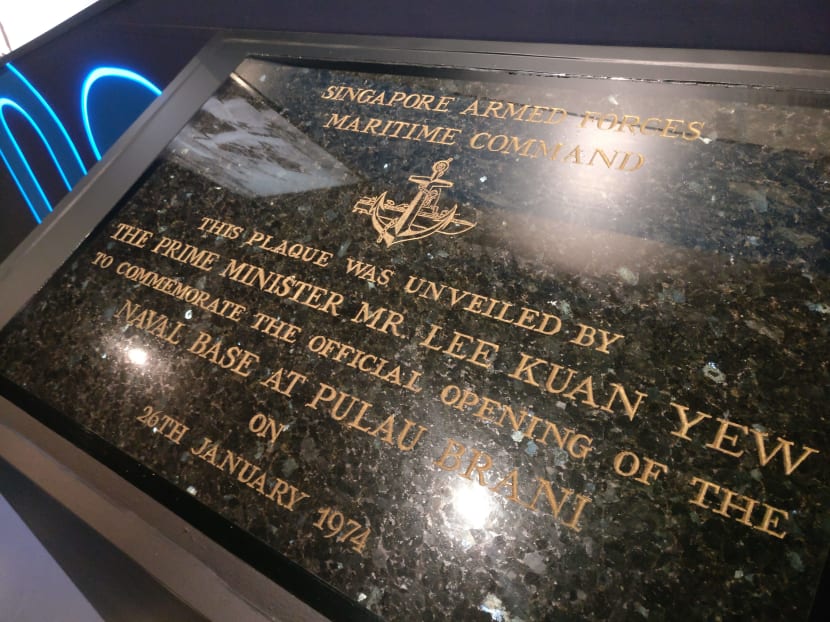 SINGAPORE ARMED FORCES
MARITIME COMMAND
THIS PLAQUE WAS UNVEILED BY
THE PRIME MINISTER MR. LEE KUAN YEW
TO COMMEMORATE THE OFFICIAL OPENING OF THE
NAVAL BASE AT PULAU BRANI
ON
26TH JANUARY 1974